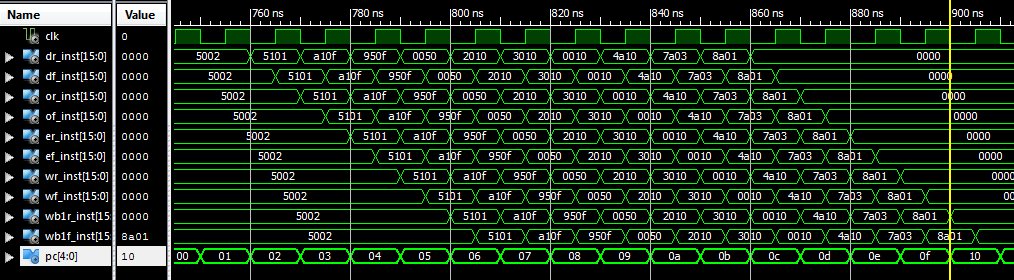 Name Value 760 ns 780 ns 800 ns 820 ns 840 ns 860 ns 880 ns 900 ns
clk 0
dr_inst[15:0] 0000 5002 5101 a10f 950f 0050 2010 3010 0010 4a10 7a03 8a01 0000
df_inst[15:0] 0000 5002 5101 a10f 950f 0050 2010 3010 0010 4a10 7a03 8a01 0000
or_inst[15:0] 0000 5002 5101 a10f 950f 0050 2010 3010 0010 4a10 7a03 8a01 0000
of_inst[15:0] 0000 5002 5101 a10f 950f 0050 2010 3010 0010 4a10 7a03 8a01 0000
er_inst[15:0] 0000 5002 5101 a10f 950f 0050 2010 3010 0010 4a10 7a03 8a01 0000
ef_inst[15:0] 0000 5002 5101 a10f 950f 0050 2010 3010 0010 4a10 7a03 8a01 0000
wr_inst[15:0] 0000 5002 5101 a10f 950f 0050 2010 3010 0010 4a10 7a03 8a01 0000
wf_inst[15:0] 0000 5002 5101 a10f 950f 0050 2010 3010 0010 4a10 7a03 8a01
wb1r_inst[15 0000 5002 5101 a10f 950f 0050 2010 3010 0010 4a10 7a03 8a01
wb1f_inst[15 8a01 5002 5101 a10f 950f 0050 2010 3010 0010 4a10 7a03 8a01
pc[4:0] 10 00 01 02 03 04 05 06 07 08 09 0a 0b 0c 0d 0e 0f 10